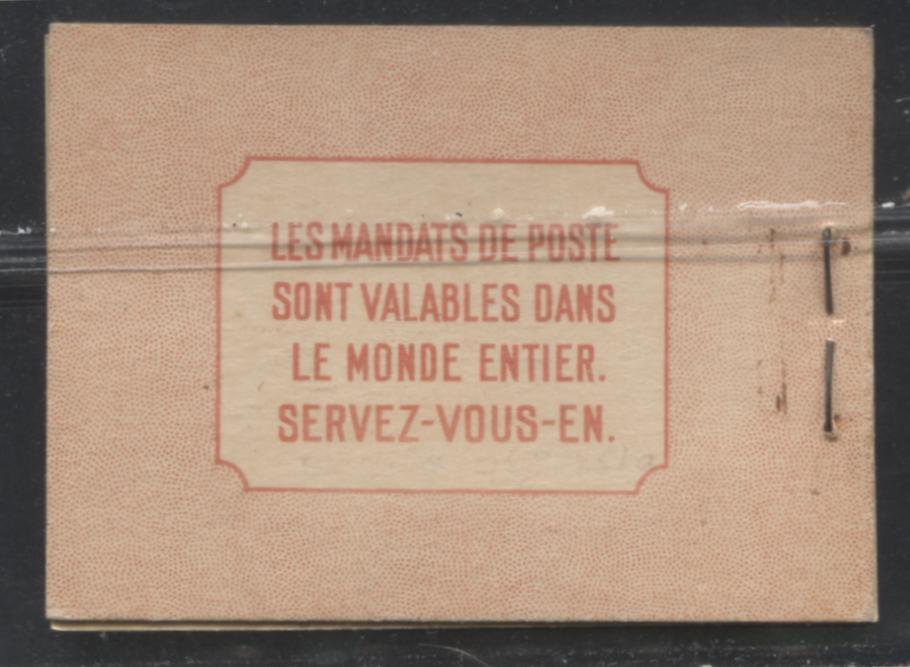 LES MANDATS DE POSTE
SONT VALABLES DANS
LE MONDE ENTIER.
SERVEZ-VOUS-EN.